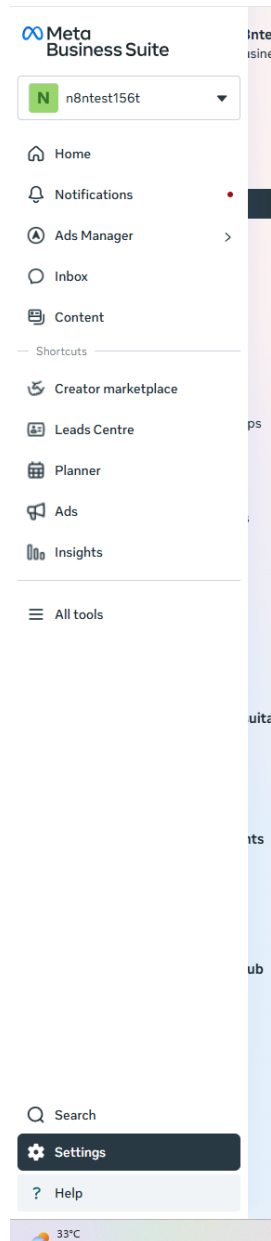 Meta
Business Suite
N n8ntest156t
Home
Notifications
Ads Manager
Inbox
Content
Shortcuts
Creator marketplace
Leads Centre
Planner
Ads
Insights
All tools
Search
Settings
? Help
33°C